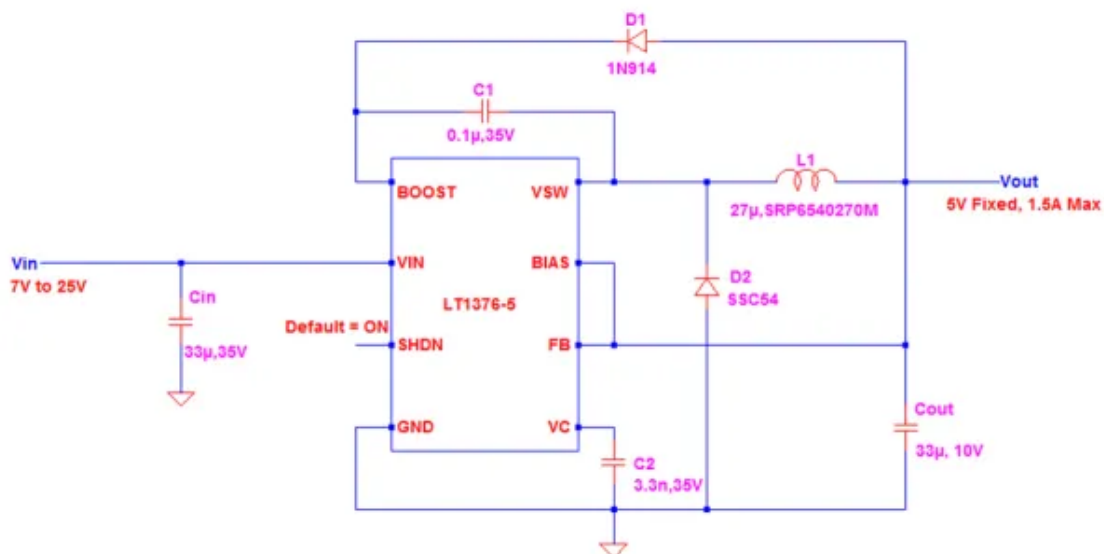 D1
1N914
C1
0.1µ,35V
BOOST
VSW
L1
27µ,SRP6540270M
Vout
5V Fixed, 1.5A Max
Vin
7V to 25V
VIN
BIAS
Cin
33µ,35V
LT1376-5
D2
SSC54
Default = ON
SHDN
FB
GND
VC
C2
3.3n,35V
Cout
33µ, 10V